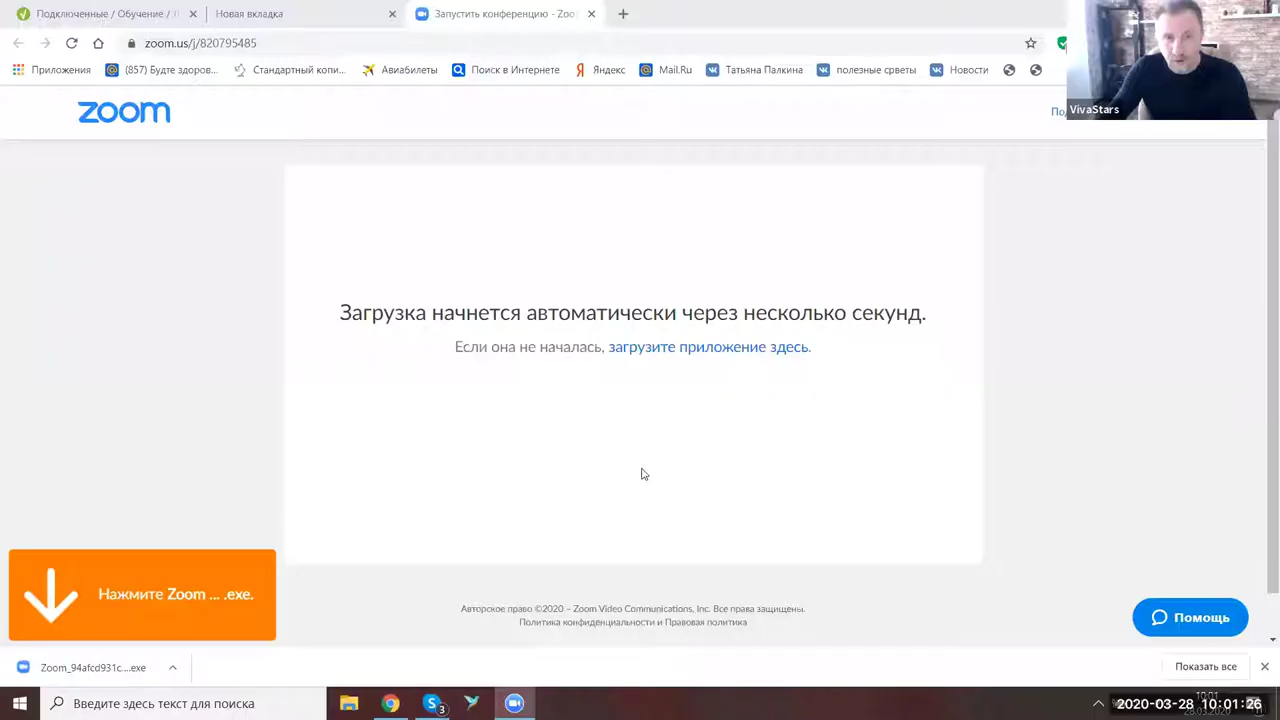 Подключенные / Обучение /
Новая вкладка
Запустить конференцию - Zoo
zoom.us/j/820795485
Приложения
(857) Будте здоров...
Стандартный копи...
Авиабилеты
Поиск в Интернете
Яндекс
Mail.Ru
Татьяна Палкина
полезные срветы
Новости
zoom
VivaStars
Загрузка начнется автоматически через несколько секунд.
Если она не началась, загрузите приложение здесь.
Нажмите Zoom ... .exe.
Авторское право ©2020 – Zoom Video Communications, Inc. Все права защищены.
Политика конфиденциальности и Правовая политика
Помощь
Zoom_94afcd931c....exe
Показать все
Введите здесь текст для поиска
3
2020-03-28 10:01:26